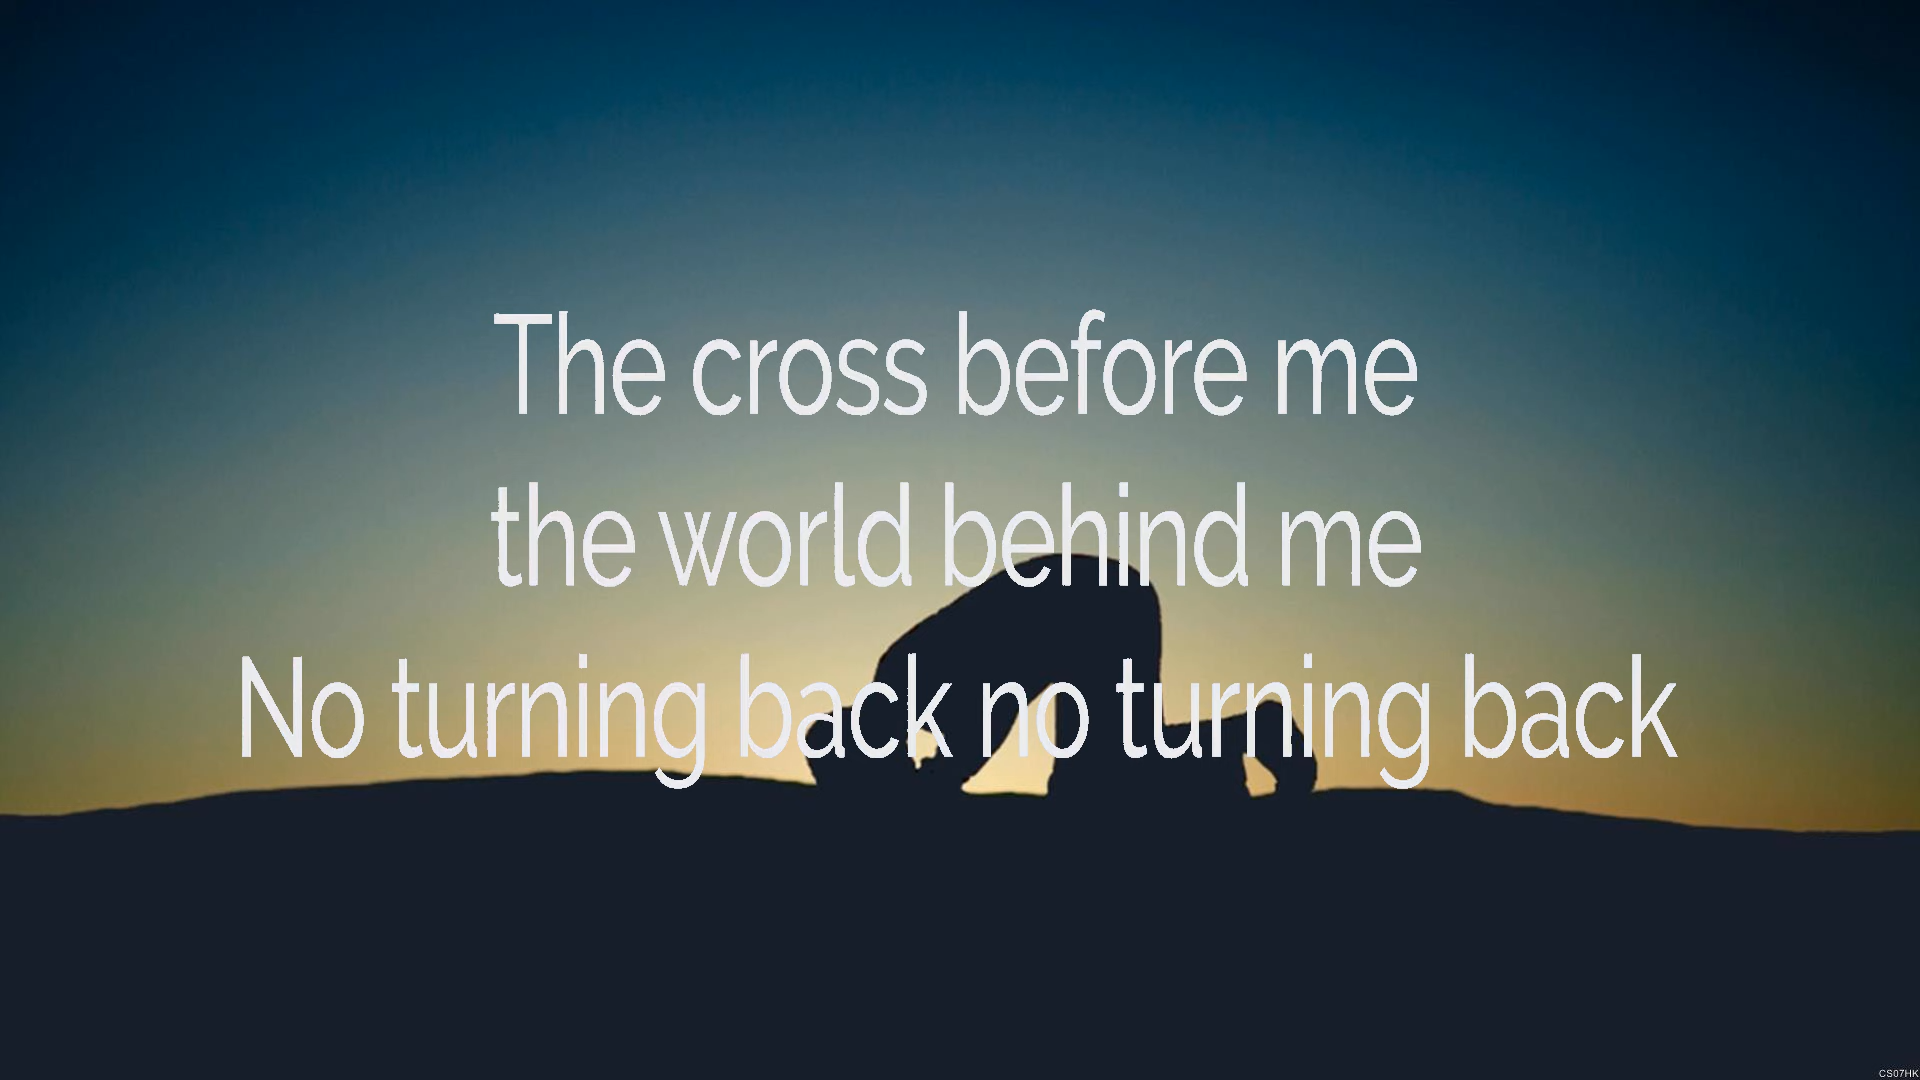 The cross before me
the world behind me
No turning back no turning back
CS07HK